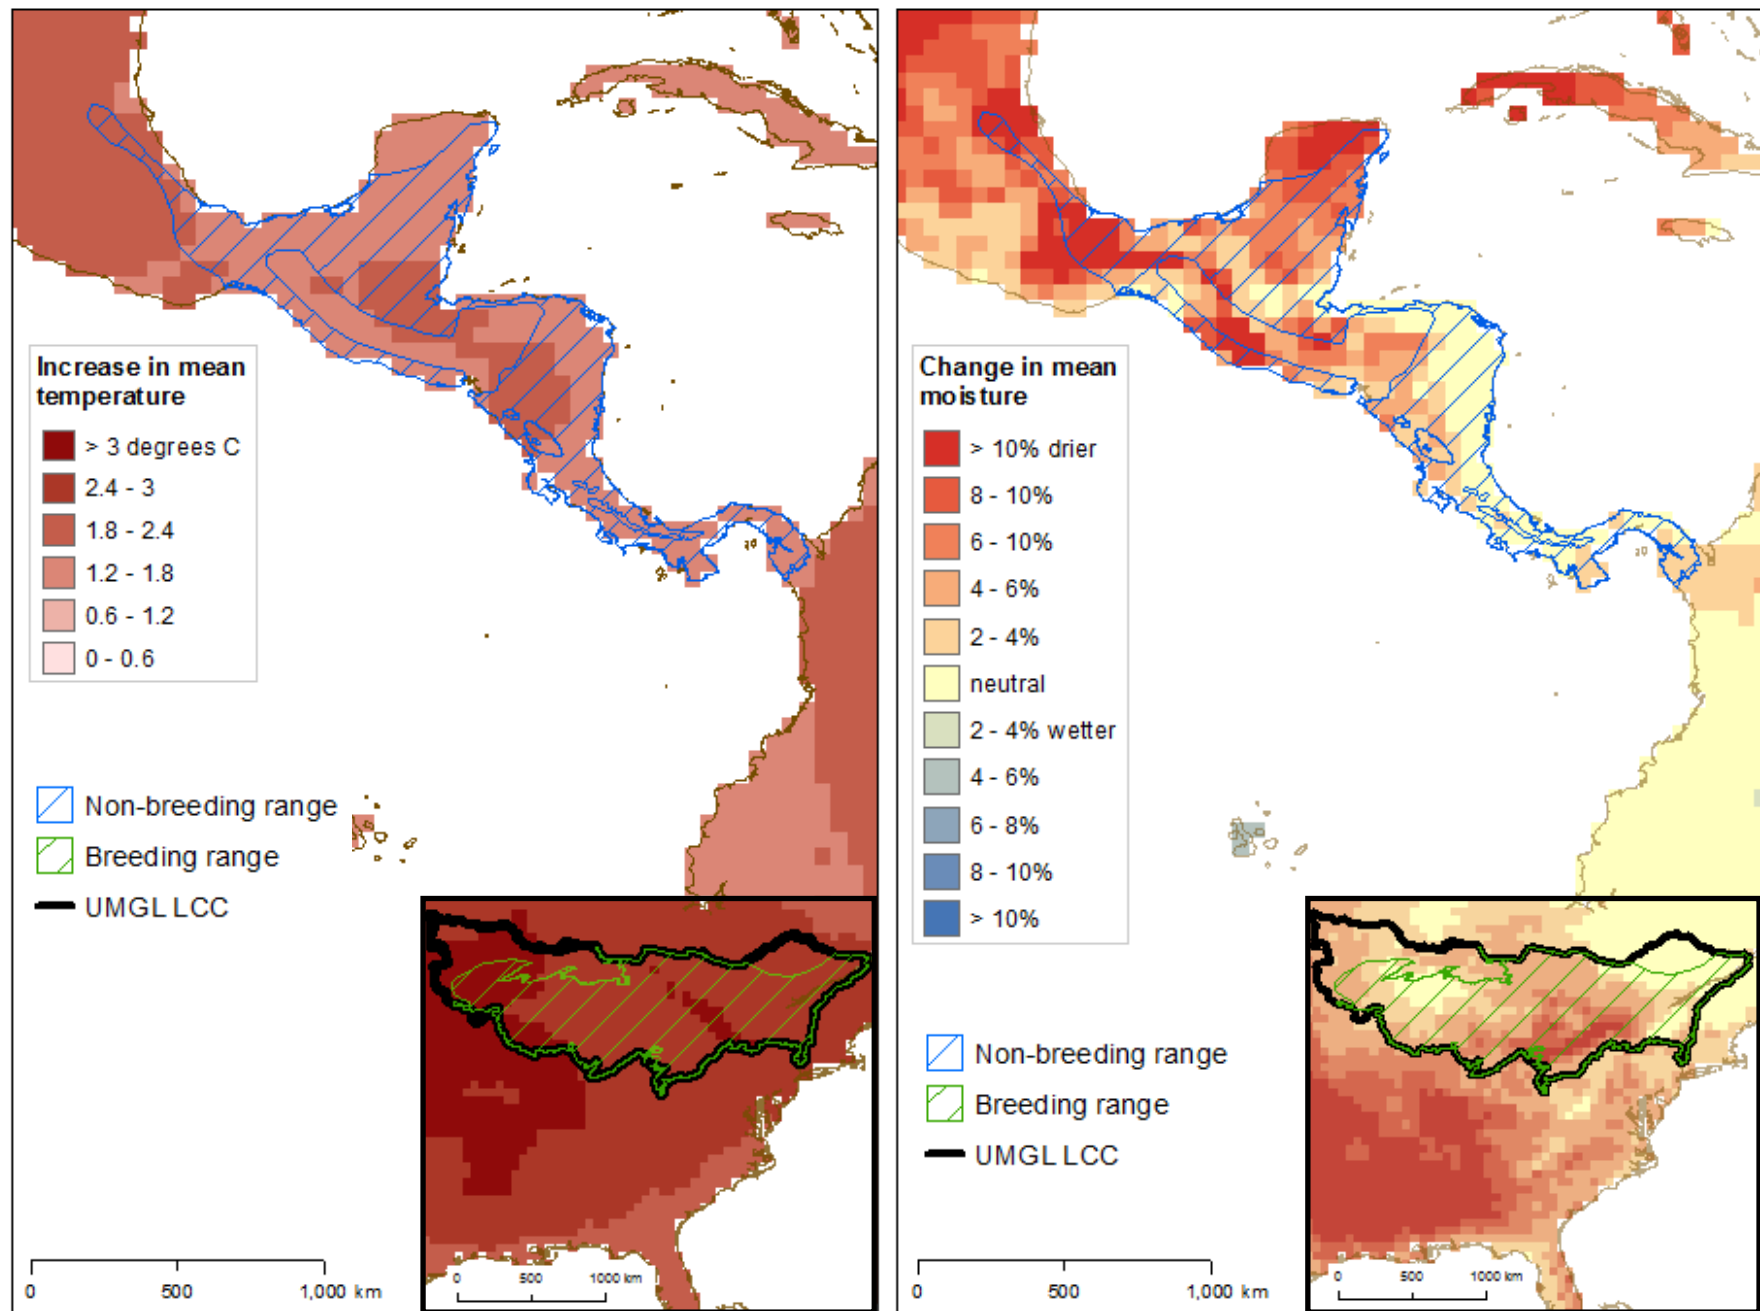 Increase in mean
temperature
> 3 degrees C
2.4 - 3
1.8 - 2.4
1.2 - 1.8
0.6 - 1.2
0 - 0.6
Non-breeding range
Breeding range
UMGL LCC
0 500 1,000 km
0 500 1000 km
Change in mean
moisture
> 10% drier
8 - 10%
6 - 10%
4 - 6%
2 - 4%
neutral
2 - 4% wetter
4 - 6%
6 - 8%
8 - 10%
> 10%
Non-breeding range
Breeding range
UMGL LCC
0 500 1,000 km
0 500 1000 km